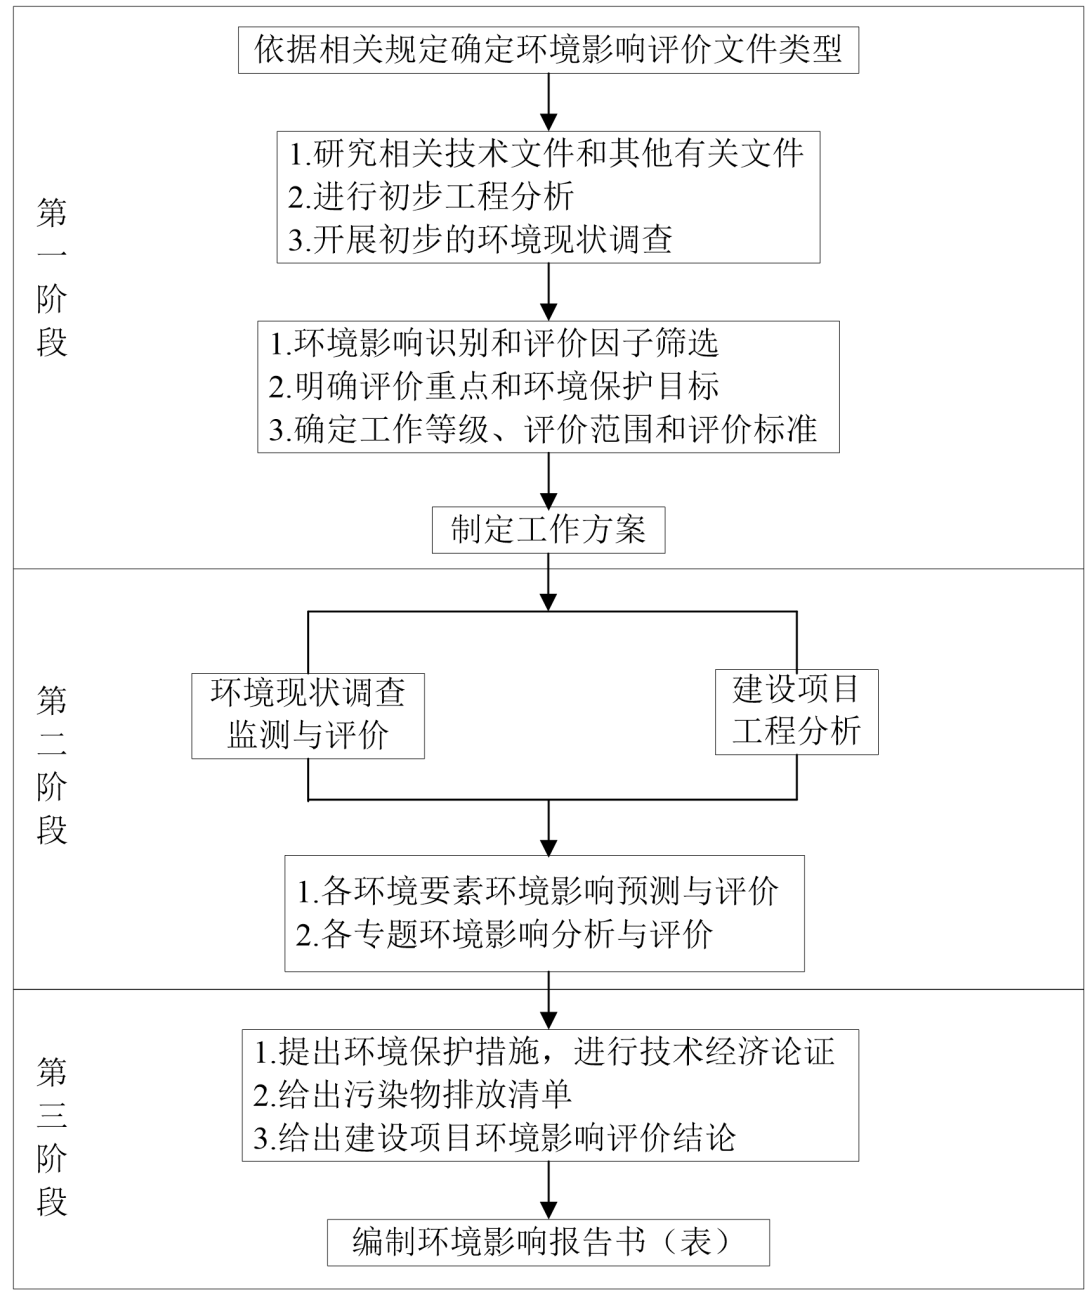 依据相关规定确定环境影响评价文件类型
1.研究相关技术文件和其他有关文件
2.进行初步工程分析
3.开展初步的环境现状调查
第一阶段
1.环境影响识别和评价因子筛选
2.明确评价重点和环境保护目标
3.确定工作等级、评价范围和评价标准
制定工作方案
第二阶段
环境现状调查
监测与评价
建设项目
工程分析
1.各环境要素环境影响预测与评价
2.各专题环境影响分析与评价
第三阶段
1.提出环境保护措施，进行技术经济论证
2.给出污染物排放清单
3.给出建设项目环境影响评价结论
编制环境影响报告书（表）